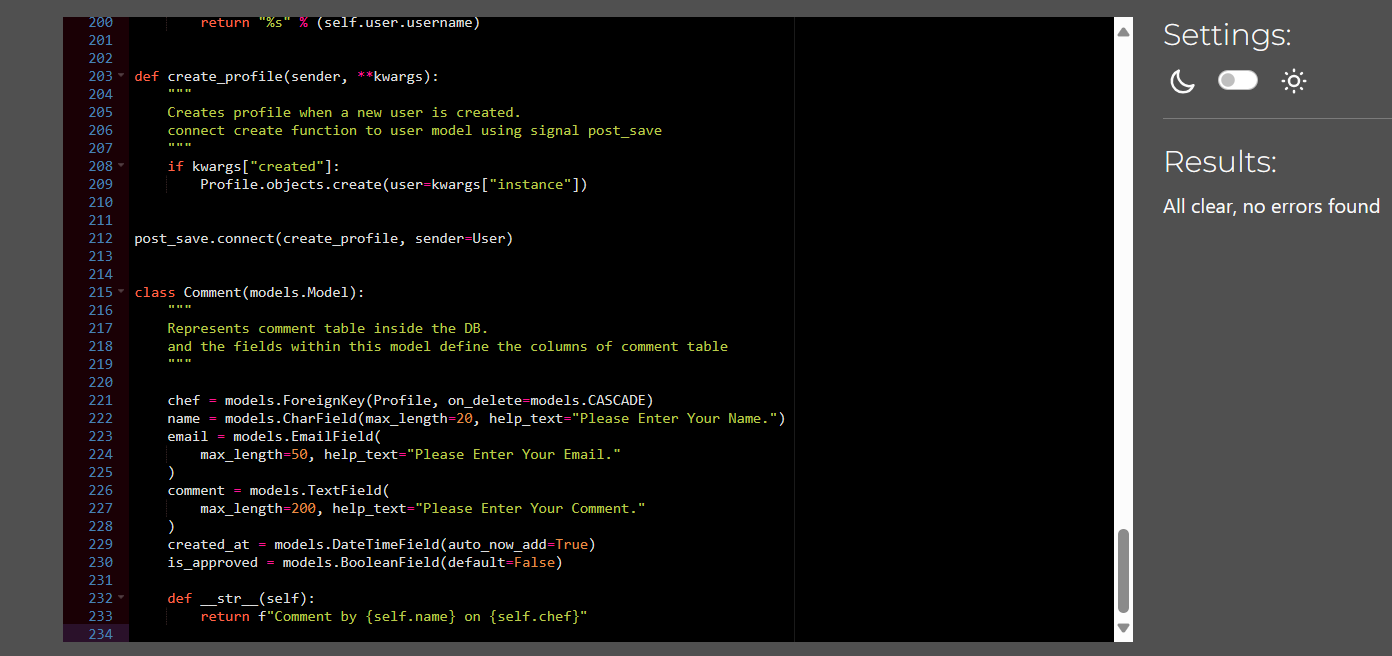 200             return "%s" % (self.user.username)
201
202
203 def create_profile(sender, **kwargs):
204     """
205     Creates profile when a new user is created.
206     connect create function to user model using signal post_save
207     """
208     if kwargs["created"]:
209         Profile.objects.create(user=kwargs["instance"])
210
211
212 post_save.connect(create_profile, sender=User)
213
214
215 class Comment(models.Model):
216     """
217     Represents comment table inside the DB.
218     and the fields within this model define the columns of comment table
219     """
220
221     chef = models.ForeignKey(Profile, on_delete=models.CASCADE)
222     name = models.CharField(max_length=20, help_text="Please Enter Your Name.")
223     email = models.EmailField(
224         max_length=50, help_text="Please Enter Your Email."
225     )
226     comment = models.TextField(
227         max_length=200, help_text="Please Enter Your Comment."
228     )
229     created_at = models.DateTimeField(auto_now_add=True)
230     is_approved = models.BooleanField(default=False)
231
232     def __str__(self):
233         return f"Comment by {self.name} on {self.chef}"
234
Settings:
Results:
All clear, no errors found